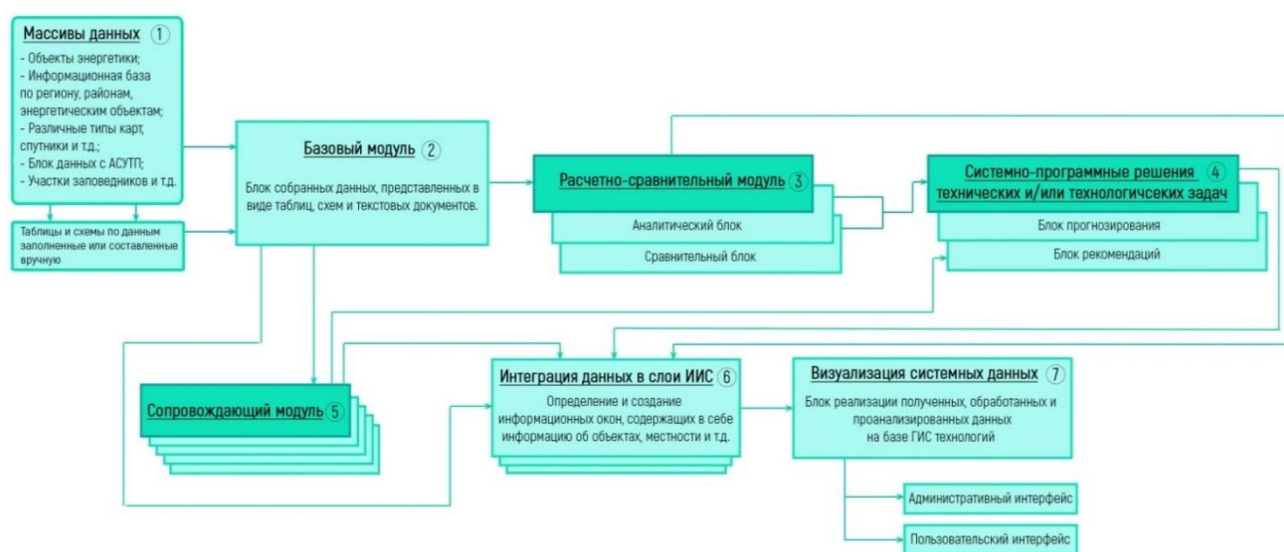 Массивы данных 1
- Объекты энергетики;
- Информационная база
по региону, районам,
энергетическим объектам;
- Различные типы карт,
спутники и т.д.;
- Блок данных с АСУТП;
- Участки заповедников и т.д.
Таблицы и схемы по данным
заполненные или составленные
вручную
Базовый модуль 2
Блок собранных данных, представленных в
виде таблиц, схем и текстовых документов.
Расчетно-сравнительный модуль 3
Аналитический блок
Сравнительный блок
Системно-программные решения 4
технических и/или технологичсеких задач
Блок прогнозирования
Блок рекомендаций
Сопровождающий модуль 5
Интеграция данных в слои ИИС 6
Определение и создание
информационных окон, содержащих в себе
информацию об объектах, местности и т.д.
Визуализация системных данных 7
Блок реализации полученных, обработанных и
проанализированных данных
на базе ГИС технологий
Административный интерфейс
Пользовательский интерфейс